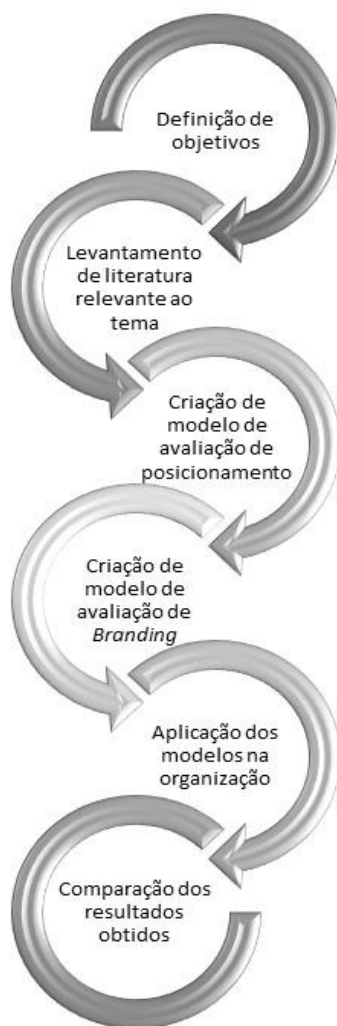 Definição de
objetivos
Levantamento
de literatura
relevante ao
tema
Criação de
modelo de
avaliação de
posicionamento
Criação de
modelo de
avaliação de
Branding
Aplicação dos
modelos na
organização
Comparação dos
resultados
obtidos